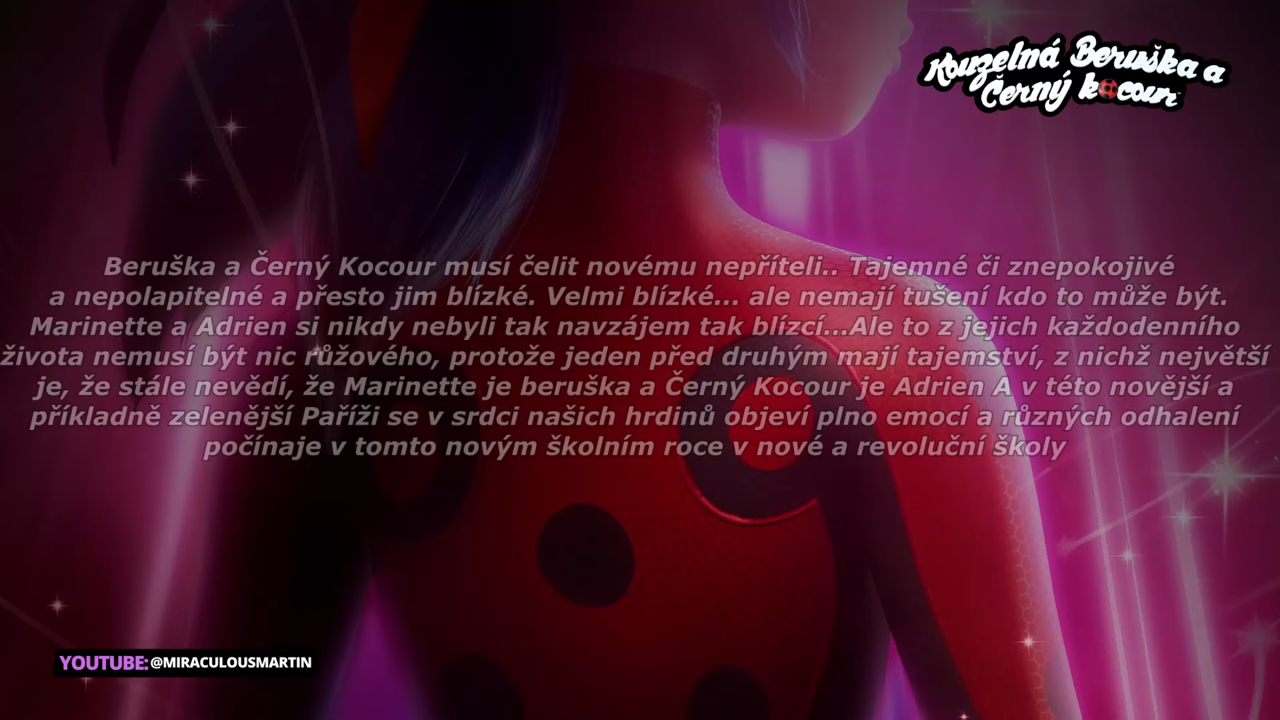 Kouzelná Beruška a
Černý kocour
Beruška a Černý Kocour musí čelit novému nepříteli.. Tajemné či znepokojivé
a nepolapitelné a přesto jim blízké. Velmi blízké... ale nemají tušení kdo to může být.
Marinette a Adrien si nikdy nebyli tak navzájem tak blízcí...Ale to z jejich každodenního
života nemusí být nic růžového, protože jeden před druhým mají tajemství, z nichž největší
je, že stále nevědí, že Marinette je beruška a Černý Kocour je Adrien A v této novější a
příkladně zelenější Paříži se v srdci našich hrdinů objeví plno emocí a různých odhalení
počínaje v tomto novým školním roce v nové a revoluční školy
YOUTUBE: @MIRACULOUSMARTIN